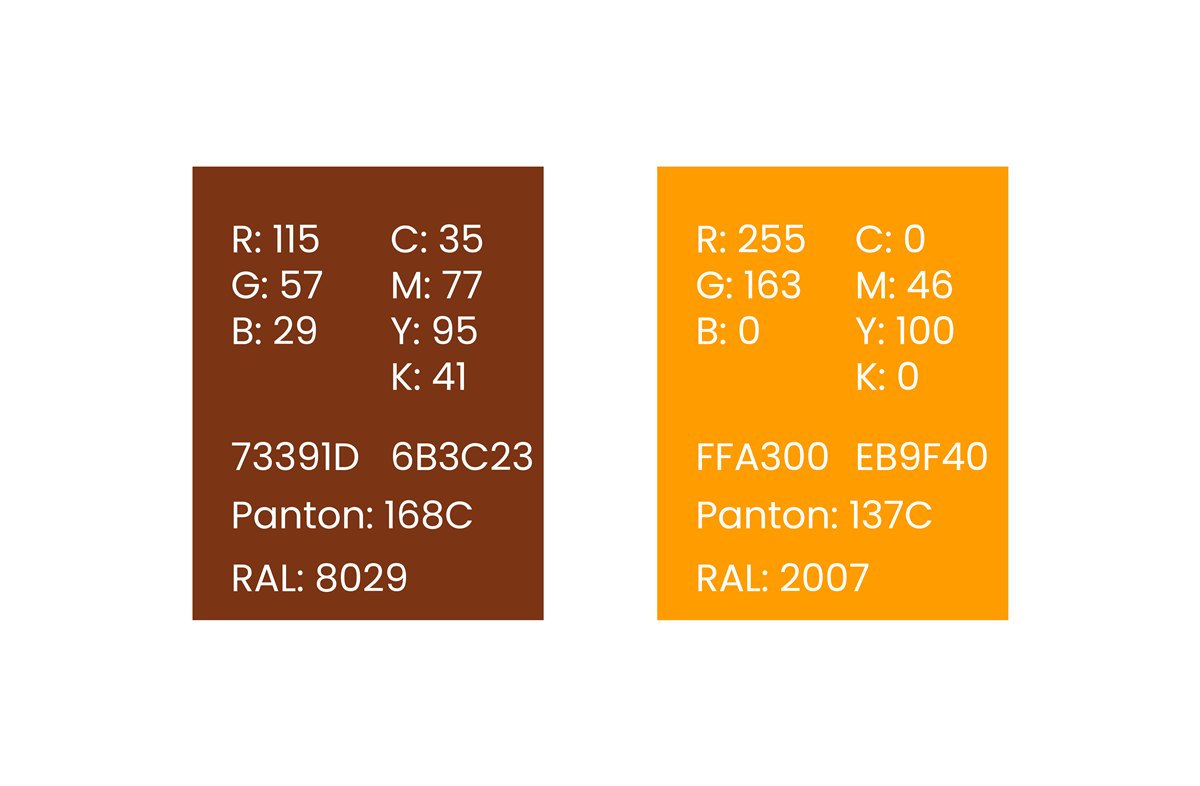 R: 115 C: 35
G: 57 M: 77
B: 29 Y: 95
K: 41
73391D 6B3C23
Panton: 168C
RAL: 8029
R: 255 C: 0
G: 163 M: 46
B: 0 Y: 100
K: 0
FFA300 EB9F40
Panton: 137C
RAL: 2007